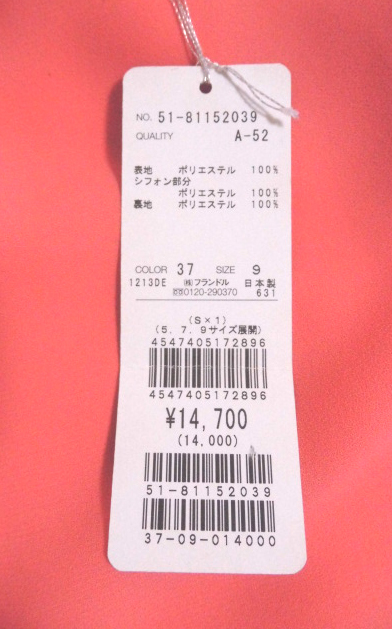 NO. 51-81152039
QUALITY A-52
表地 ポリエステル 100%
シフォン部分
ポリエステル 100%
裏地 ポリエステル 100%
COLOR 37 SIZE 9
1213DE ㈱フランドル 日本製
0120-290370 631
(S×1)
(5.7.9サイズ展開)
4547405172896
4547405172896
¥14,700
(14,000)
51-81152039
37-09-014000